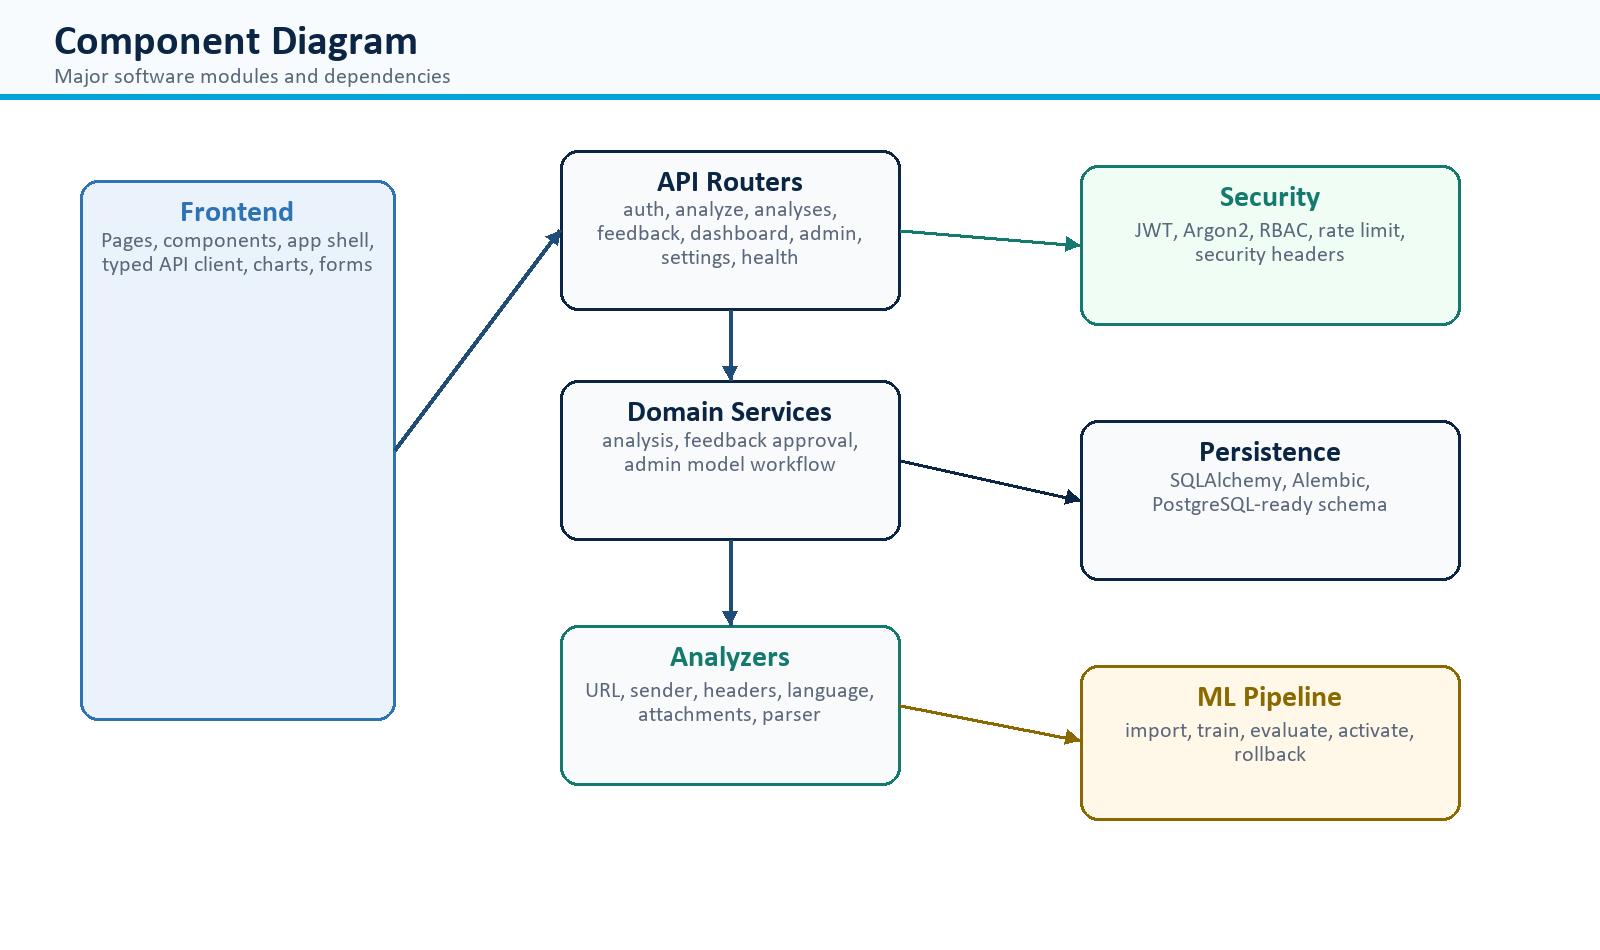 Component Diagram
Major software modules and dependencies
Frontend
Pages, components, app shell,
typed API client, charts, forms
API Routers
auth, analyze, analyses,
feedback, dashboard, admin,
settings, health
Security
JWT, Argon2, RBAC, rate limit,
security headers
Domain Services
analysis, feedback approval,
admin model workflow
Persistence
SQLAlchemy, Alembic,
PostgreSQL-ready schema
Analyzers
URL, sender, headers, language,
attachments, parser
ML Pipeline
import, train, evaluate, activate,
rollback